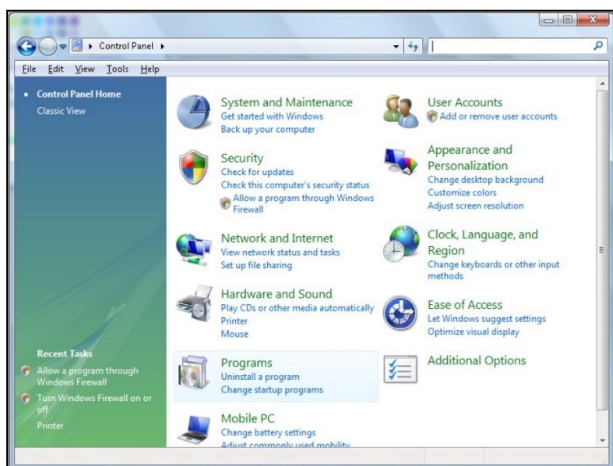 Control Panel
File Edit View Tools Help
Control Panel Home
Classic View
Recent Tasks
Allow a program through
Windows Firewall
Turn Windows Firewall on or
off
Printer
System and Maintenance
Get started with Windows
Back up your computer
Security
Check for updates
Check this computer's security status
Allow a program through Windows
Firewall
Network and Internet
View network status and tasks
Set up file sharing
Hardware and Sound
Play CDs or other media automatically
Printer
Mouse
Programs
Uninstall a program
Change startup programs
Mobile PC
Change battery settings
Adjust commonly used mobility
User Accounts
Add or remove user accounts
Appearance and
Personalization
Change desktop background
Customize colors
Adjust screen resolution
Clock, Language, and
Region
Change keyboards or other input
methods
Ease of Access
Let Windows suggest settings
Optimize visual display
Additional Options